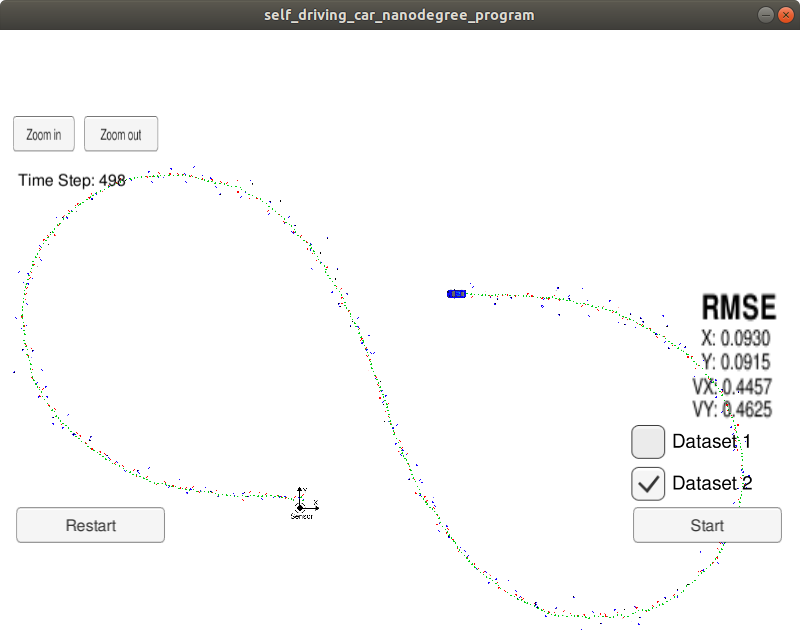 self_driving_car_nanodegree_program
Zoom in
Zoom out
Time Step: 498
RMSE
X: 0.0930
Y: 0.0915
VX: 0.4457
VY: 0.4625
Dataset 1
Dataset 2
Y
X
Sensor
Restart
Start